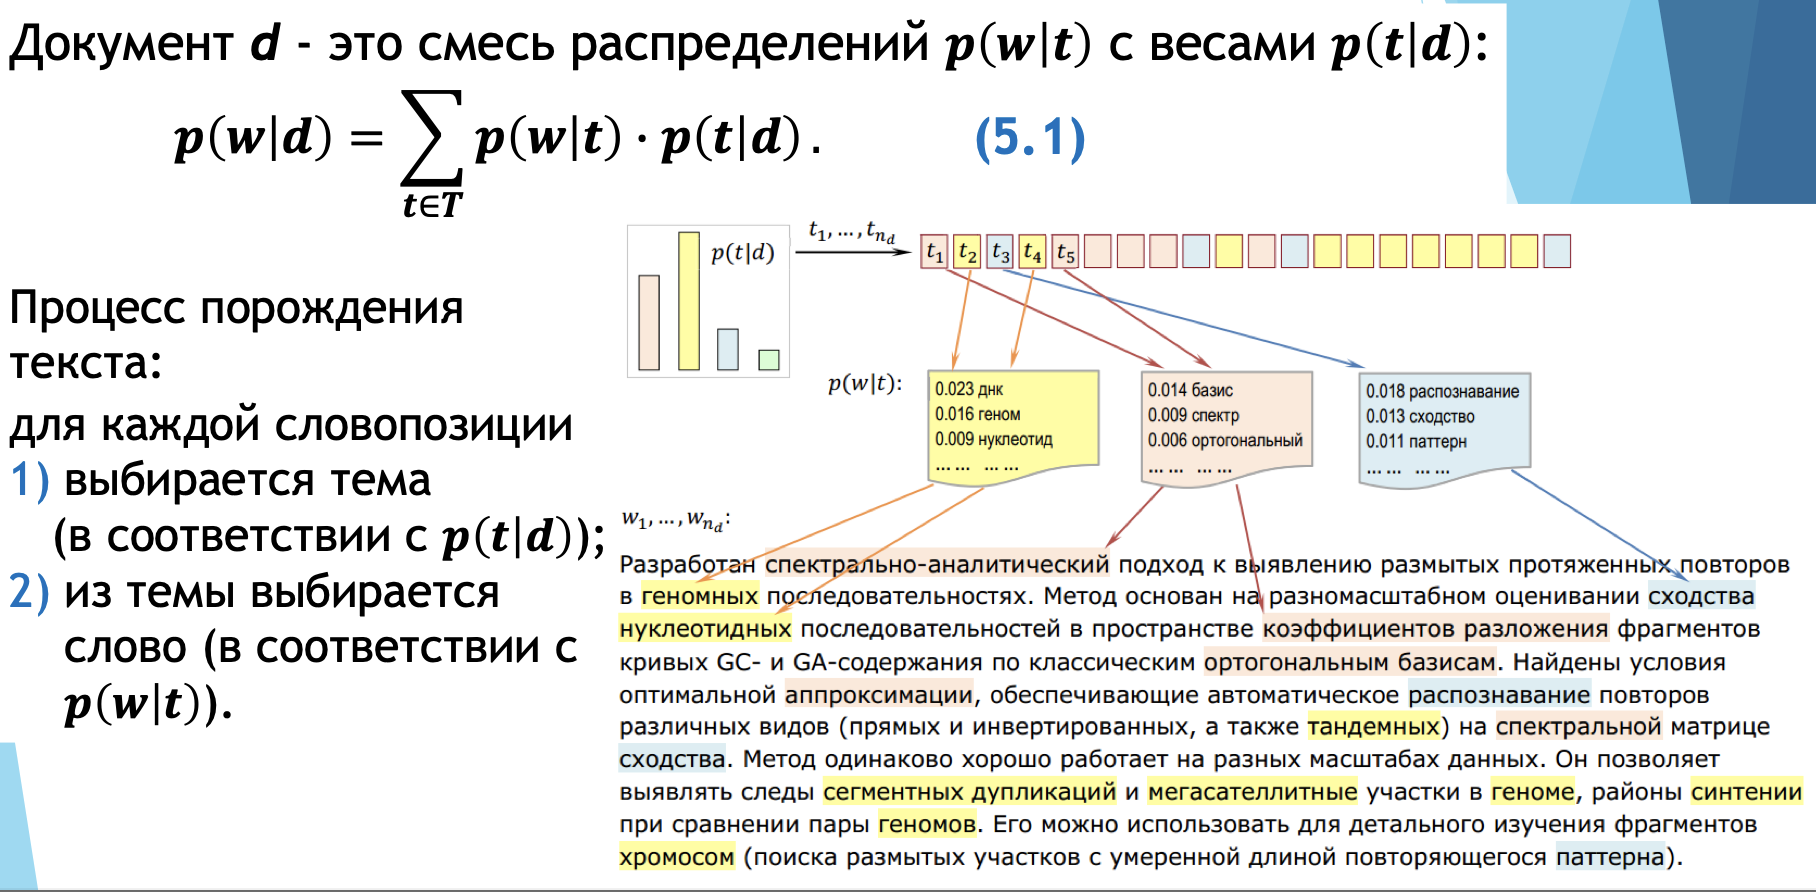 Документ d - это смесь распределений p(w|t) с весами p(t|d):
p(w|d) = ∑ p(w|t) · p(t|d) .
t∈T
(5.1)
Процесс порождения
текста:
для каждой словопозиции
1) выбирается тема
(в соответствии с p(t|d));
2) из темы выбирается
слово (в соответствии с
p(w|t)).
p(t|d)
t₁, … , tₙ_d
t₁ t₂ t₃ t₄ t₅
p(w|t):
0.023 днк
0.016 геном
0.009 нуклеотид
... ... ... ...
0.014 базис
0.009 спектр
0.006 ортогональный
... ... ... ...
0.018 распознавание
0.013 сходство
0.011 паттерн
... ... ... ...
w₁, … , wₙ_d:
Разработан спектрально-аналитический подход к выявлению размытых протяженных повторов
в геномных последовательностях. Метод основан на разномасштабном оценивании сходства
нуклеотидных последовательностей в пространстве коэффициентов разложения фрагментов
кривых GC- и GA-содержания по классическим ортогональным базисам. Найдены условия
оптимальной аппроксимации, обеспечивающие автоматическое распознавание повторов
различных видов (прямых и инвертированных, а также тандемных) на спектральной матрице
сходства. Метод одинаково хорошо работает на разных масштабах данных. Он позволяет
выявлять следы сегментных дупликаций и мегасателлитные участки в геноме, районы синтении
при сравнении пары геномов. Его можно использовать для детального изучения фрагментов
хромосом (поиска размытых участков с умеренной длиной повторяющегося паттерна).